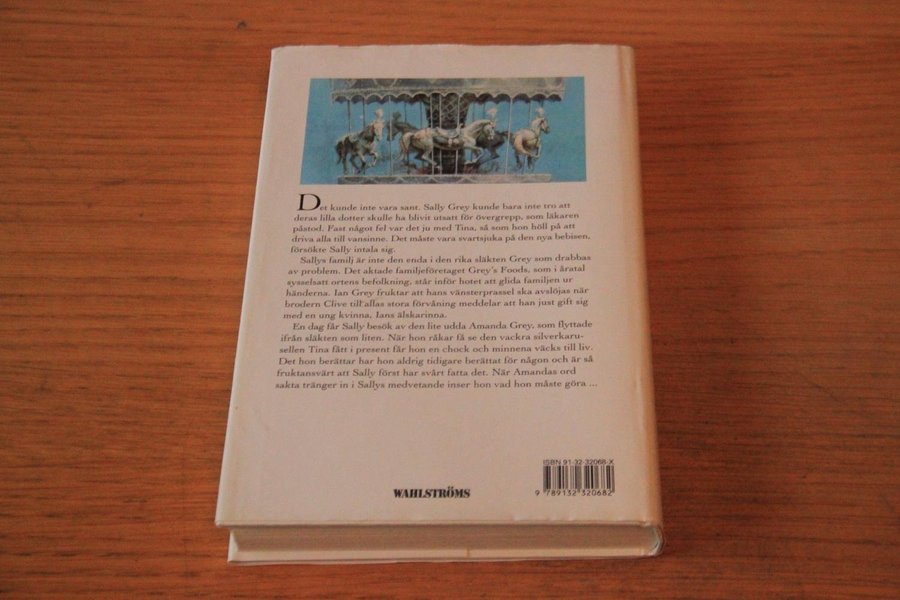 Det kunde inte vara sant. Sally Grey kunde bara inte tro att
deras lilla dotter skulle ha blivit utsatt för övergrepp, som läkaren
påstod. Fast något fel var det ju med Tina, så som hon höll på att
driva alla till vansinne. Det måste vara svartsjuka på den nya bebisen,
försökte Sally intala sig.
Sallys familj är inte den enda i den rika släkten Grey som drabbas
av problem. Det aktade familjeföretaget Grey's Foods, som i åratal
sysselsatt ortens befolkning, står inför hotet att glida familjen ur
händerna. Ian Grey fruktar att hans vänsterprassel ska avslöjas när
brodern Clive till allas stora förvåning meddelar att han just gift sig
med en ung kvinna, Ians älskarinna.
En dag får Sally besök av den lite udda Amanda Grey, som flyttade
ifrån släkten som liten. När hon råkar få se den vackra silverkaru-
sellen Tina fått i present får hon en chock och minnena väcks till liv.
Det hon berättar har hon aldrig tidigare berättat för någon och är så
fruktansvärt att Sally först har svårt fatta det. När Amandas ord
sakta tränger in i Sallys medvetande inser hon vad hon måste göra ...
ISBN 91-32-32068-X
WAHLSTRÖMS
9 789132 320682